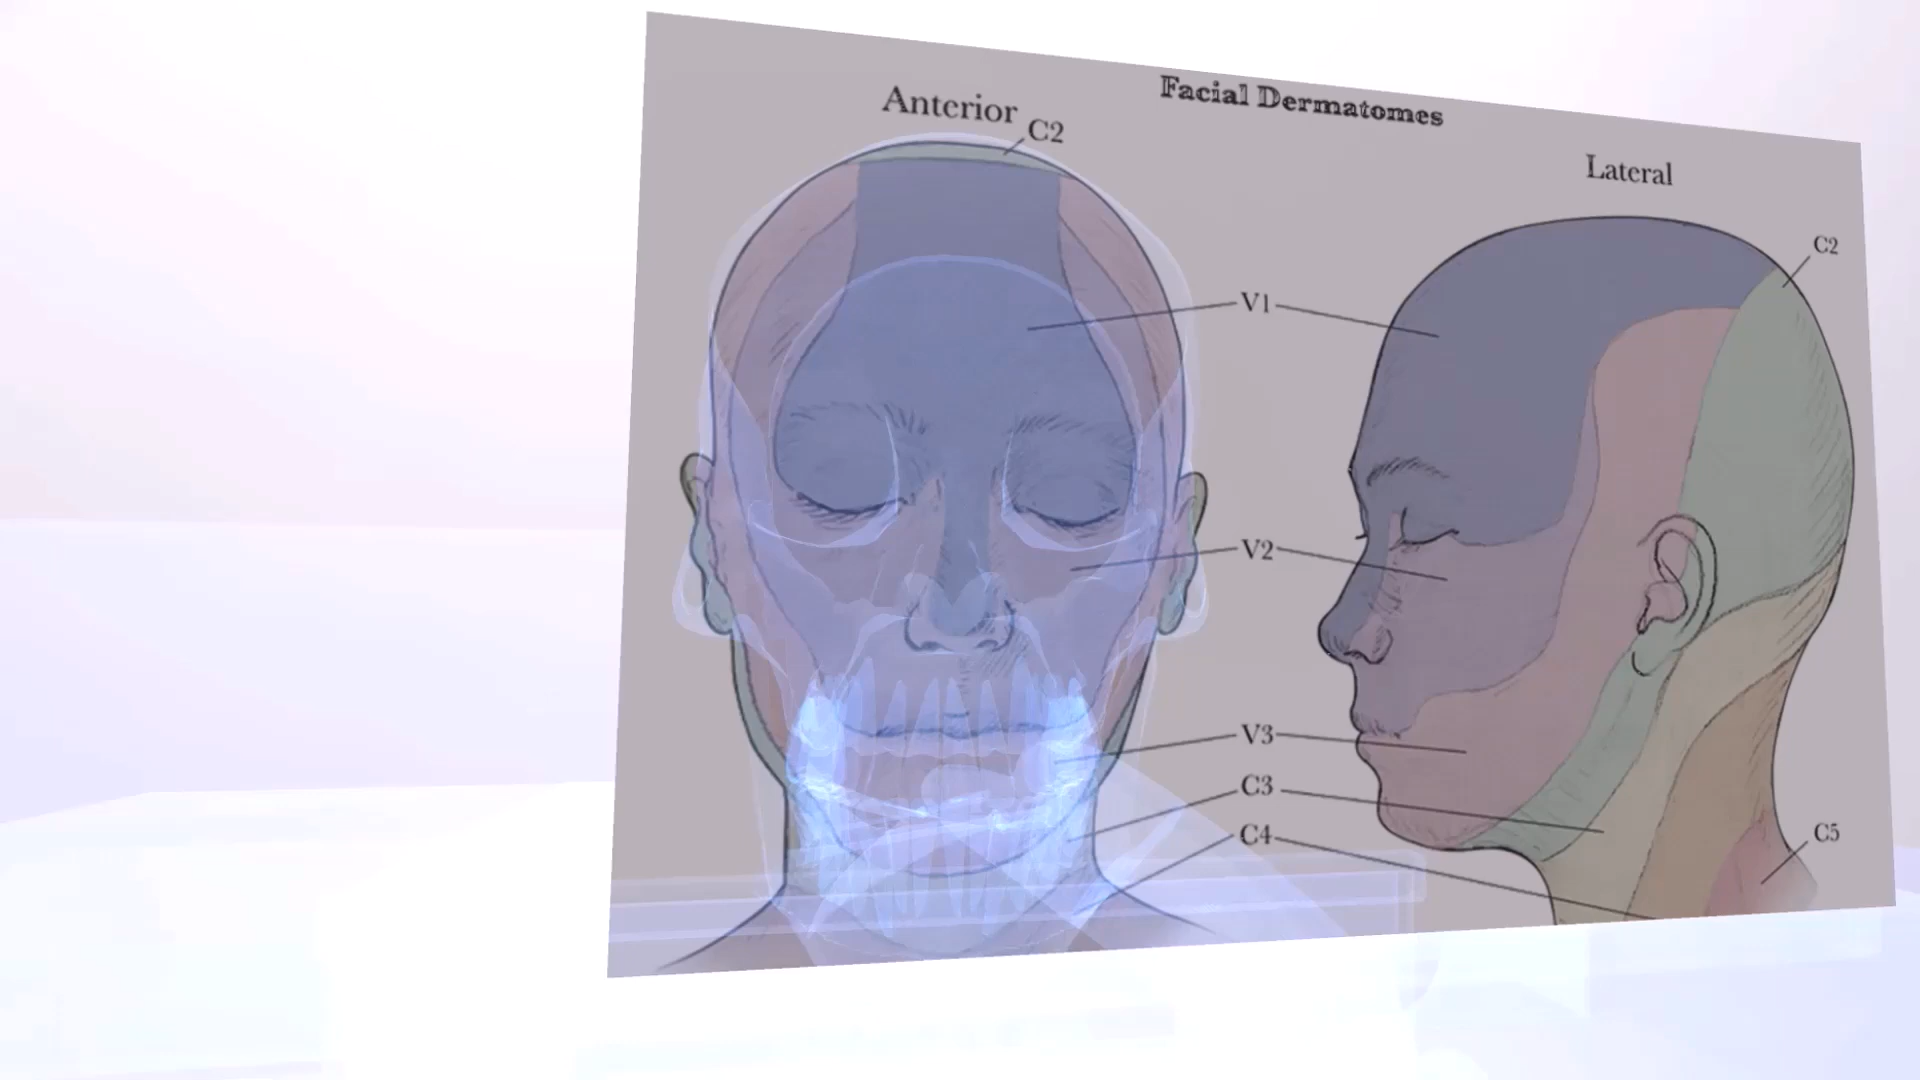 Facial Dermatomes
Anterior
C2
Lateral
C2
V1
V2
V3
C3
C4
C5